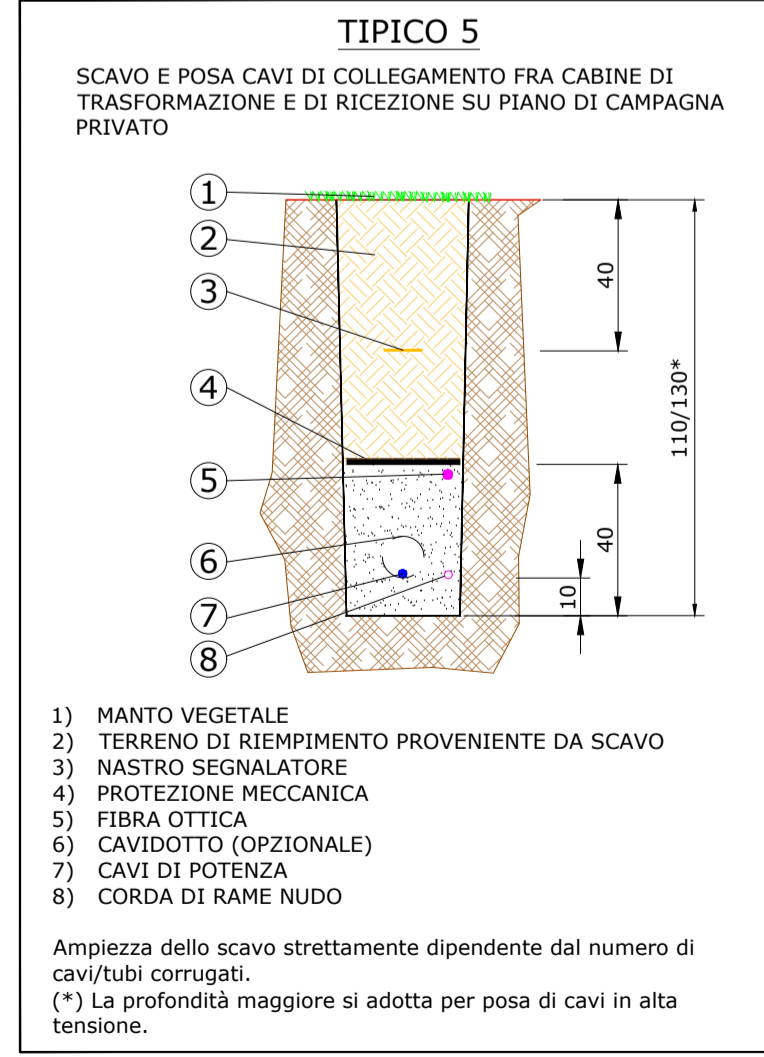 TIPICO 5
SCAVO E POSA CAVI DI COLLEGAMENTO FRA CABINE DI
TRASFORMAZIONE E DI RICEZIONE SU PIANO DI CAMPAGNA
PRIVATO
1
2
3
4
5
6
7
8
40
110/130*
40
10
1) MANTO VEGETALE
2) TERRENO DI RIEMPIMENTO PROVENIENTE DA SCAVO
3) NASTRO SEGNALATORE
4) PROTEZIONE MECCANICA
5) FIBRA OTTICA
6) CAVIDOTTO (OPZIONALE)
7) CAVI DI POTENZA
8) CORDA DI RAME NUDO
Ampiezza dello scavo strettamente dipendente dal numero di
cavi/tubi corrugati.
(*) La profondità maggiore si adotta per posa di cavi in alta
tensione.